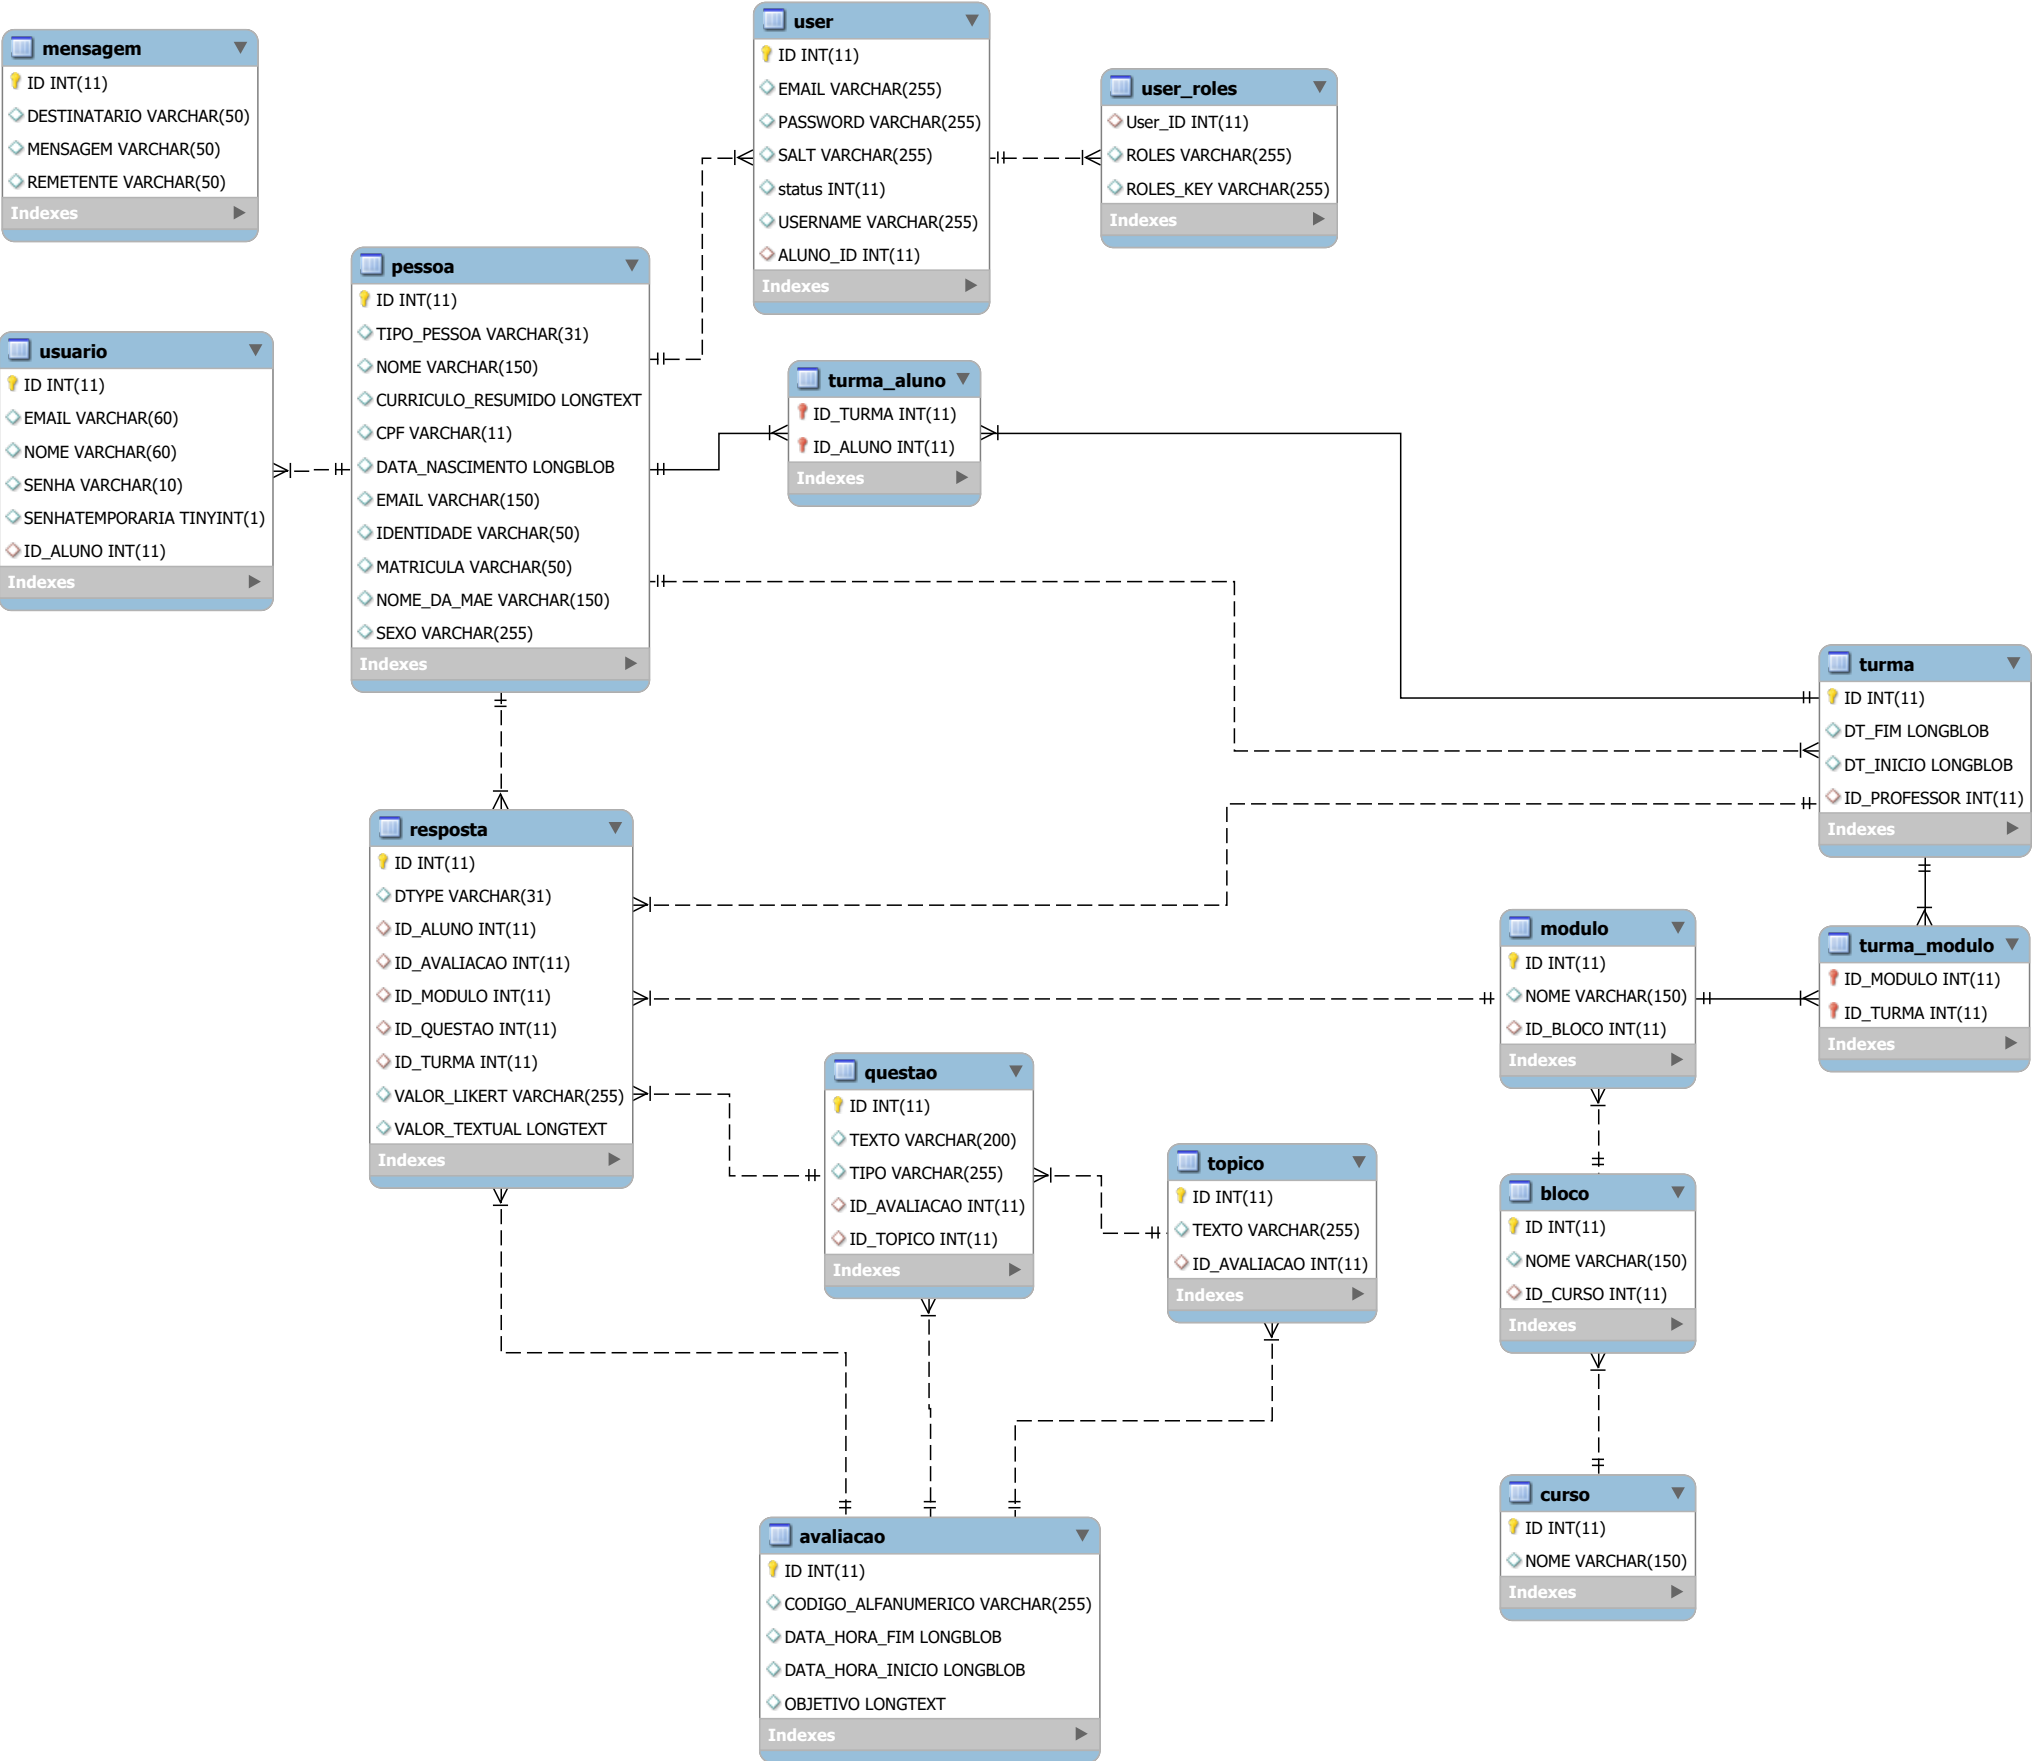 mensagem
ID INT(11)
DESTINATARIO VARCHAR(50)
MENSAGEM VARCHAR(50)
REMETENTE VARCHAR(50)
Indexes
user
ID INT(11)
EMAIL VARCHAR(255)
PASSWORD VARCHAR(255)
SALT VARCHAR(255)
status INT(11)
USERNAME VARCHAR(255)
ALUNO_ID INT(11)
Indexes
user_roles
User_ID INT(11)
ROLES VARCHAR(255)
ROLES_KEY VARCHAR(255)
Indexes
usuario
ID INT(11)
EMAIL VARCHAR(60)
NOME VARCHAR(60)
SENHA VARCHAR(10)
SENHATEMPORARIA TINYINT(1)
ID_ALUNO INT(11)
Indexes
pessoa
ID INT(11)
TIPO_PESSOA VARCHAR(31)
NOME VARCHAR(150)
CURRICULO_RESUMIDO LONGTEXT
CPF VARCHAR(11)
DATA_NASCIMENTO LONGBLOB
EMAIL VARCHAR(150)
IDENTIDADE VARCHAR(50)
MATRICULA VARCHAR(50)
NOME_DA_MAE VARCHAR(150)
SEXO VARCHAR(255)
Indexes
turma_aluno
ID_TURMA INT(11)
ID_ALUNO INT(11)
Indexes
turma
ID INT(11)
DT_FIM LONGBLOB
DT_INICIO LONGBLOB
ID_PROFESSOR INT(11)
Indexes
resposta
ID INT(11)
DTYPE VARCHAR(31)
ID_ALUNO INT(11)
ID_AVALIACAO INT(11)
ID_MODULO INT(11)
ID_QUESTAO INT(11)
ID_TURMA INT(11)
VALOR_LIKERT VARCHAR(255)
VALOR_TEXTUAL LONGTEXT
Indexes
modulo
ID INT(11)
NOME VARCHAR(150)
ID_BLOCO INT(11)
Indexes
turma_modulo
ID_MODULO INT(11)
ID_TURMA INT(11)
Indexes
questao
ID INT(11)
TEXTO VARCHAR(200)
TIPO VARCHAR(255)
ID_AVALIACAO INT(11)
ID_TOPICO INT(11)
Indexes
topico
ID INT(11)
TEXTO VARCHAR(255)
ID_AVALIACAO INT(11)
Indexes
bloco
ID INT(11)
NOME VARCHAR(150)
ID_CURSO INT(11)
Indexes
curso
ID INT(11)
NOME VARCHAR(150)
Indexes
avaliacao
ID INT(11)
CODIGO_ALFANUMERICO VARCHAR(255)
DATA_HORA_FIM LONGBLOB
DATA_HORA_INICIO LONGBLOB
OBJETIVO LONGTEXT
Indexes